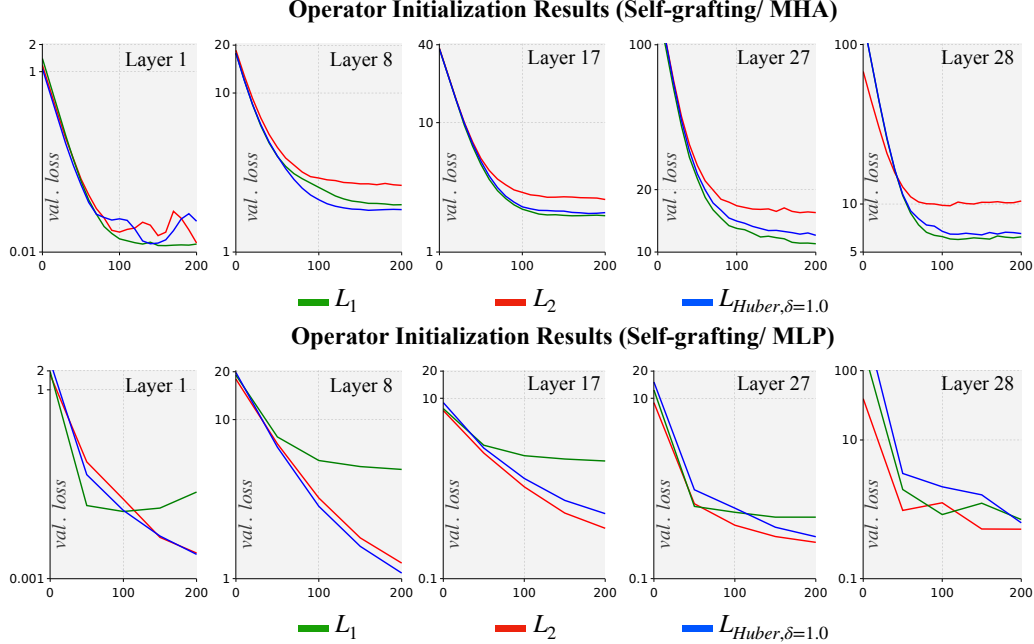 Operator Initialization Results (Self-grafting/ MHA)
2
1
0.01
0
100
200
val. loss
Layer 1
20
10
1
0
100
200
val. loss
Layer 8
40
10
1
0
100
200
val. loss
Layer 17
100
20
10
0
100
200
val. loss
Layer 27
100
10
5
0
100
200
val. loss
Layer 28
L1
L2
LHuber,δ=1.0
Operator Initialization Results (Self-grafting/ MLP)
2
1
0.001
0
100
200
val. loss
Layer 1
20
10
1
0
100
200
val. loss
Layer 8
20
10
0.1
0
100
200
val. loss
Layer 17
20
10
0.1
0
100
200
val. loss
Layer 27
100
10
0.1
0
100
200
val. loss
Layer 28
L1
L2
LHuber,δ=1.0